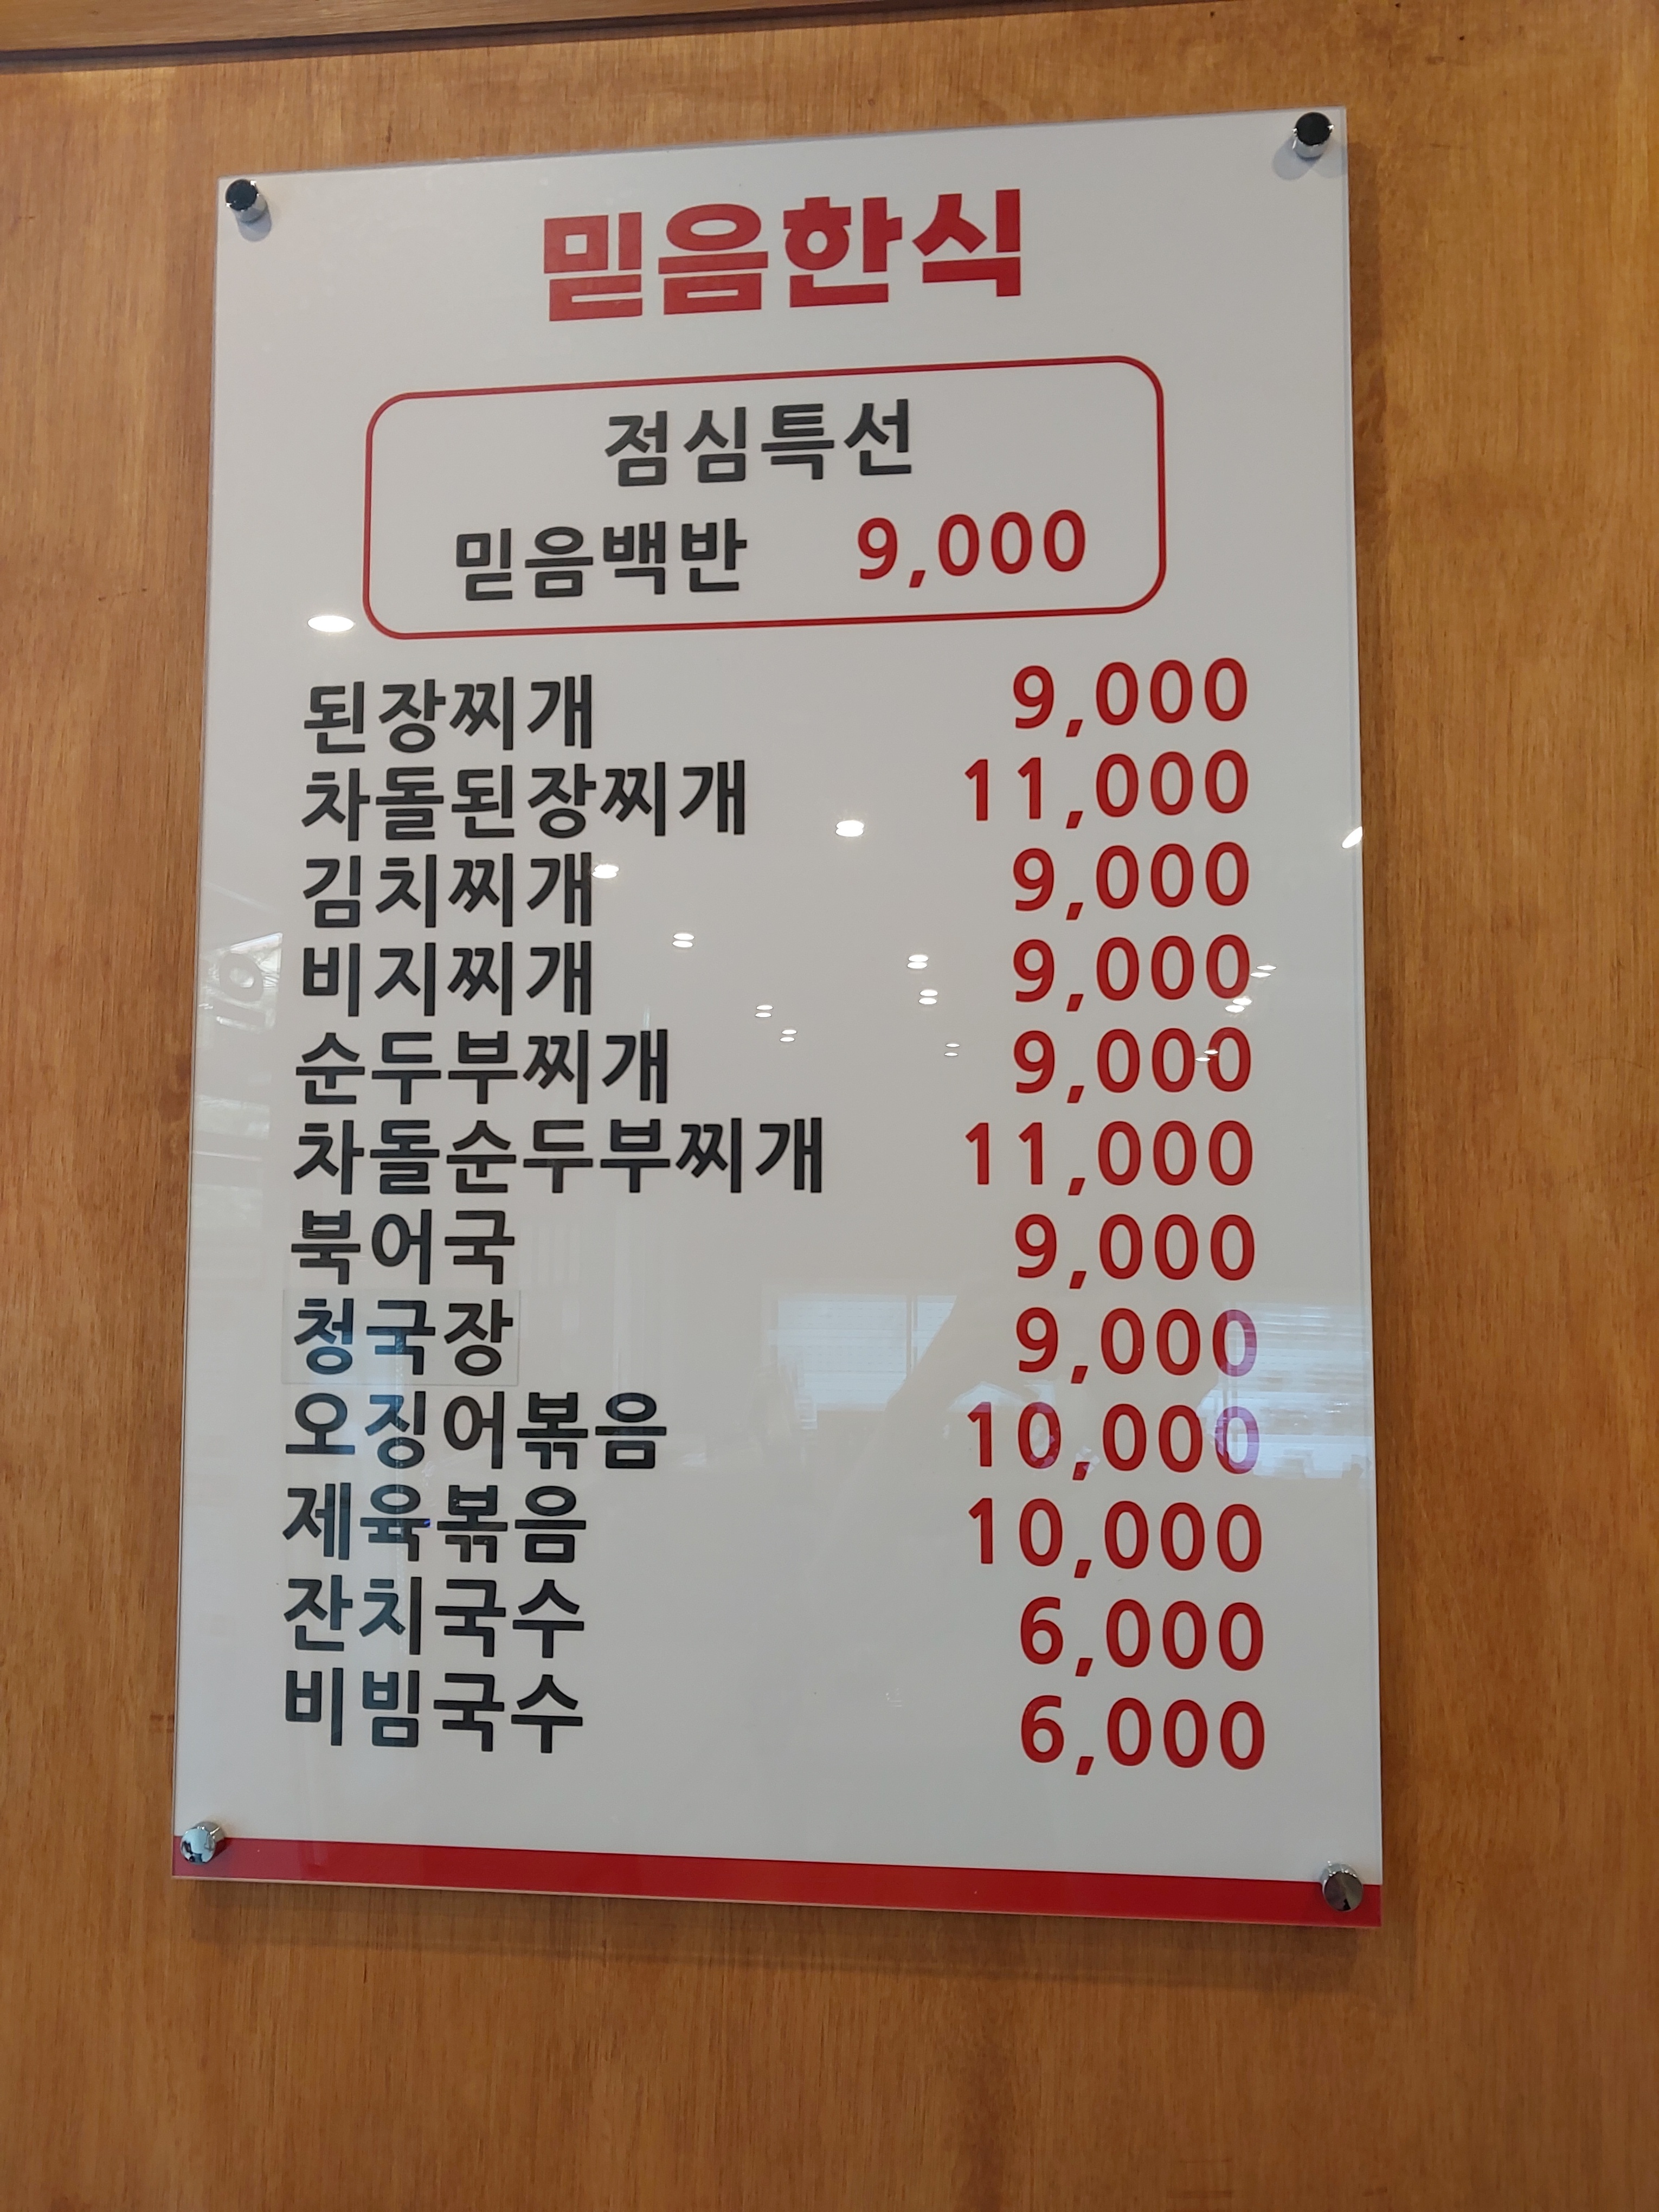 믿음한식
점심특선
믿음백반 9,000
된장찌개 9,000
차돌된장찌개 11,000
김치찌개 9,000
비지찌개 9,000
순두부찌개 9,000
차돌순두부찌개 11,000
북어국 9,000
청국장 9,000
오징어볶음 10,000
제육볶음 10,000
잔치국수 6,000
비빔국수 6,000